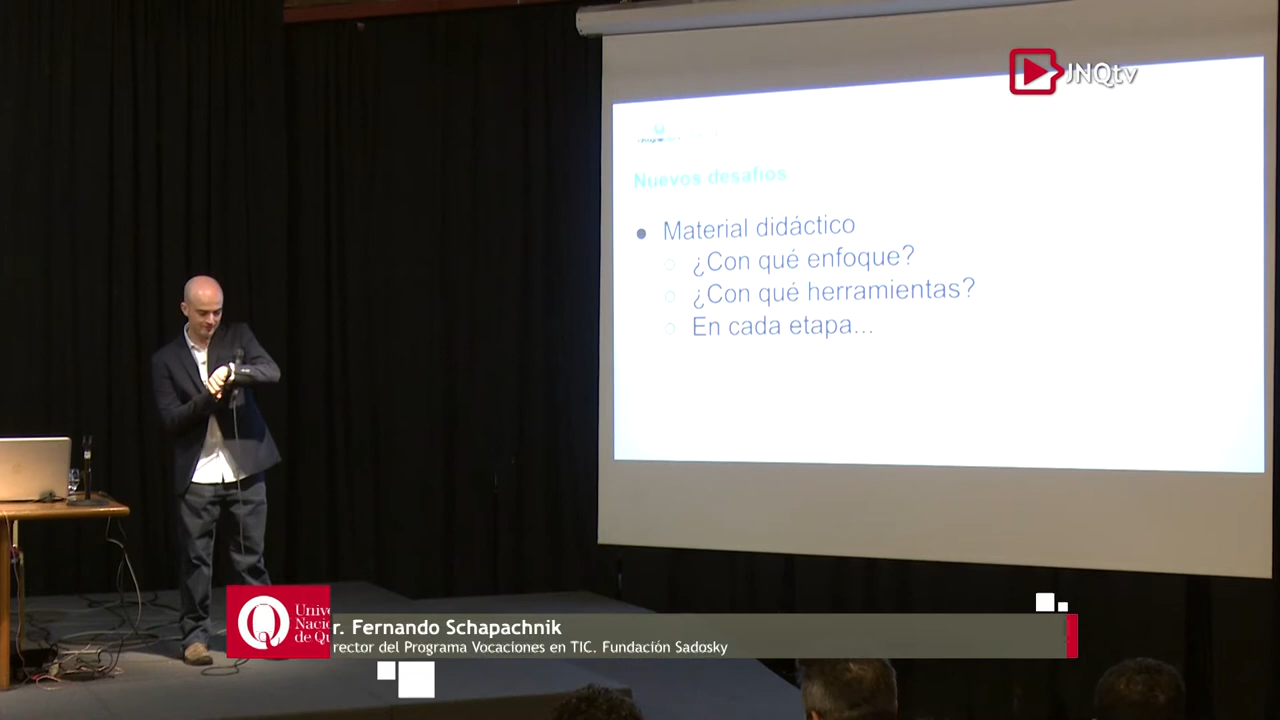 UNQtv
Nuevos desafíos
● Material didáctico
○ ¿Con qué enfoque?
○ ¿Con qué herramientas?
○ En cada etapa...
Unive
Nacio
de Qu
r. Fernando Schapachnik
rector del Programa Vocaciones en TIC. Fundación Sadosky